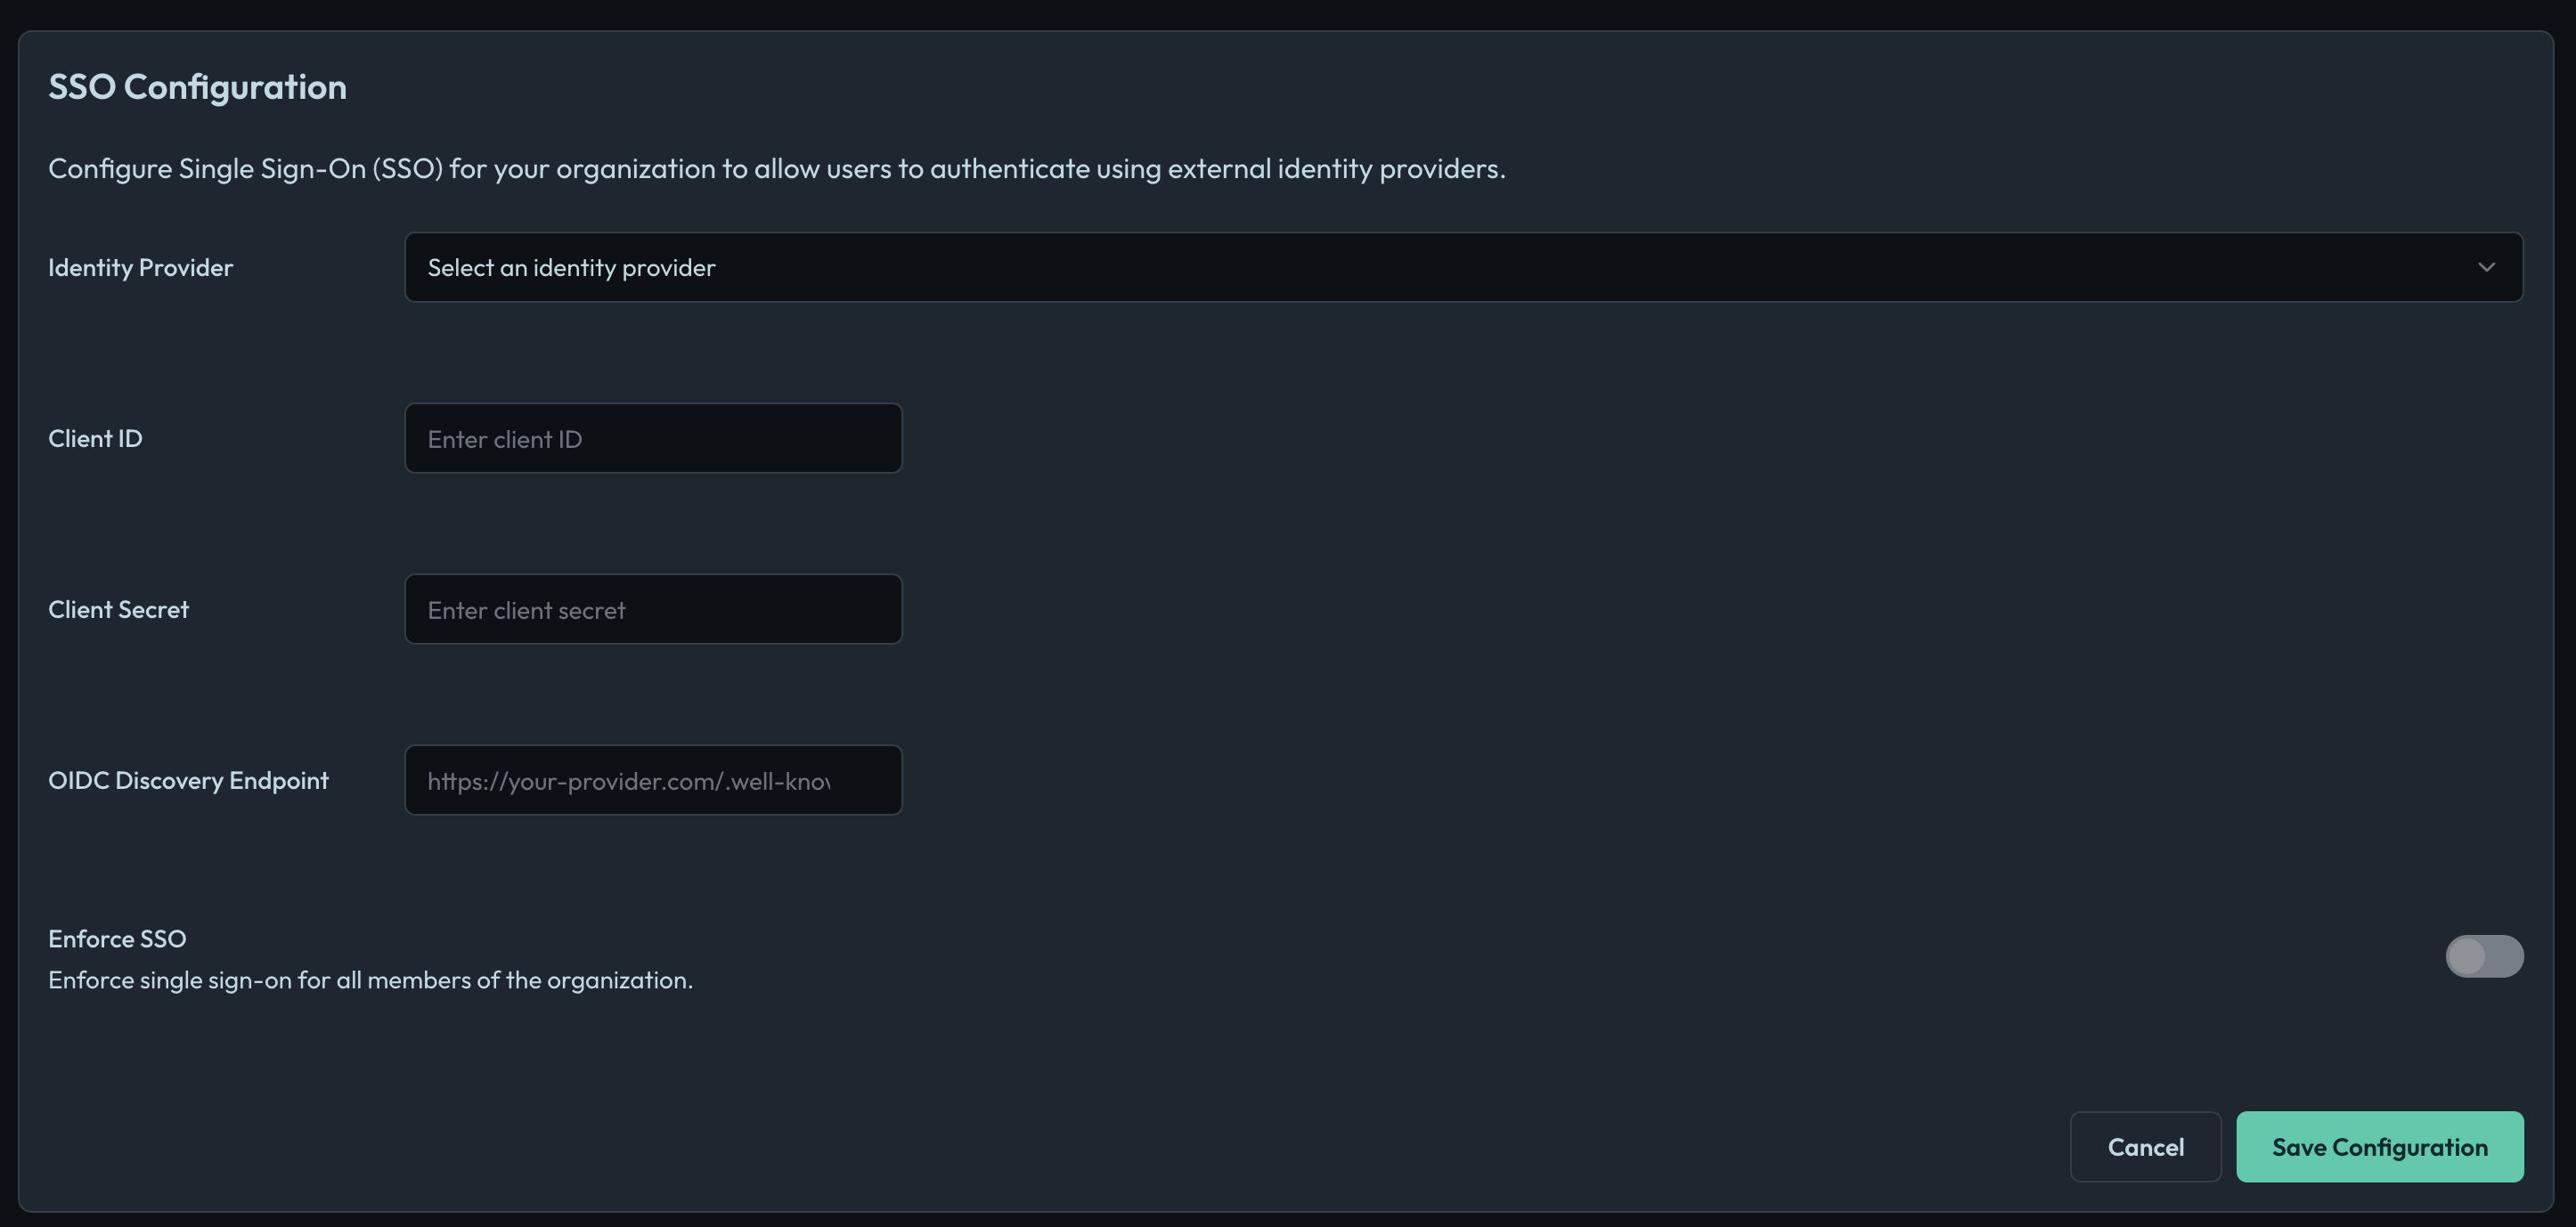 SSO Configuration
Configure Single Sign-On (SSO) for your organization to allow users to authenticate using external identity providers.
Identity Provider
Select an identity provider
Client ID
Enter client ID
Client Secret
Enter client secret
OIDC Discovery Endpoint
https://your-provider.com/.well-know
Enforce SSO
Enforce single sign-on for all members of the organization.
Cancel
Save Configuration